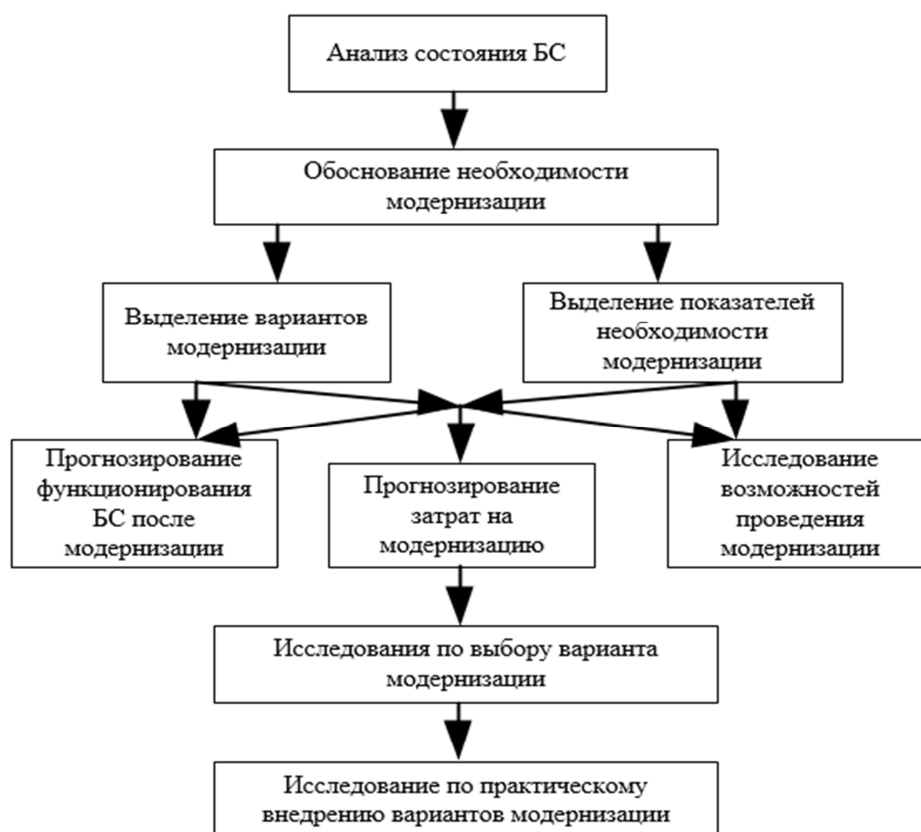 Анализ состояния БС
Обоснование необходимости
модернизации
Выделение вариантов
модернизации
Выделение показателей
необходимости
модернизации
Прогнозирование
функционирования
БС после
модернизации
Прогнозирование
затрат на
модернизацию
Исследование
возможностей
проведения
модернизации
Исследования по выбору варианта
модернизации
Исследование по практическому
внедрению вариантов модернизации